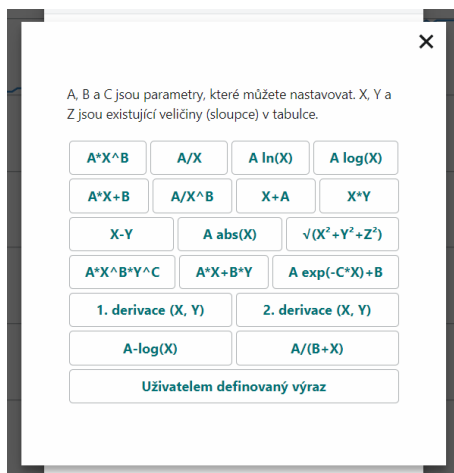 A, B a C jsou parametry, které můžete nastavovat. X, Y a
Z jsou existující veličiny (sloupce) v tabulce.
A*X^B A/X A ln(X) A log(X)
A*X+B A/X^B X+A X*Y
X-Y A abs(X) √(X²+Y²+Z²)
A*X^B*Y^C A*X+B*Y A exp(-C*X)+B
1. derivace (X, Y) 2. derivace (X, Y)
A-log(X) A/(B+X)
Uživatelem definovaný výraz